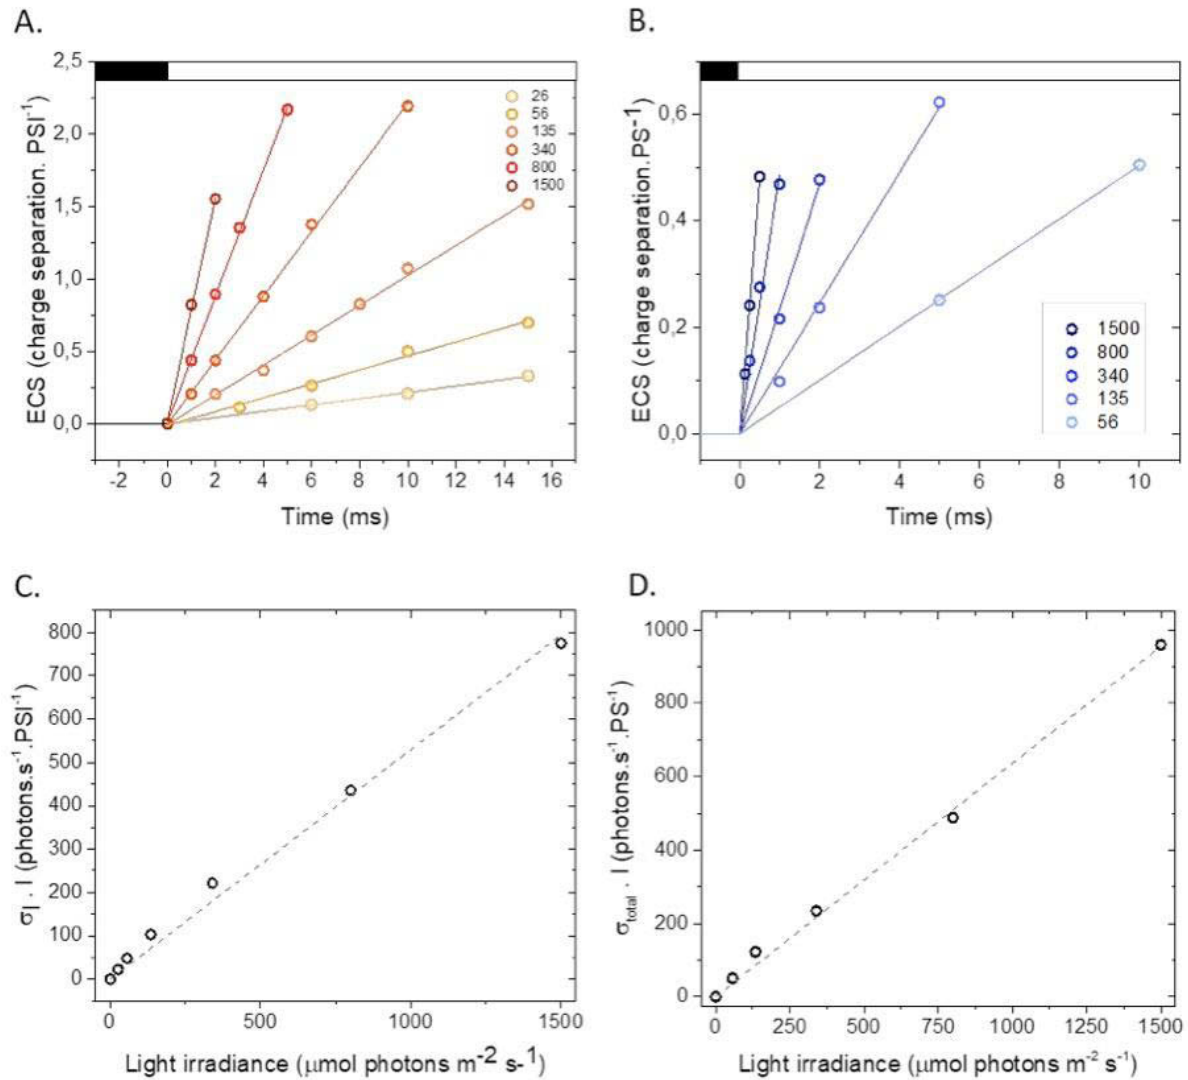 A.
ECS (charge separation. PSI⁻¹)
2,5
2,0
1,5
1,0
0,5
0,0
26
56
135
340
800
1500
-2 0 2 4 6 8 10 12 14 16
Time (ms)
B.
ECS (charge separation.PS-¹)
0,6
0,4
0,2
0,0
1500
800
340
135
56
0 2 4 6 8 10
Time (ms)
C.
σI . I (photons.s⁻¹.PSI⁻¹)
800
700
600
500
400
300
200
100
0
0 500 1000 1500
Light irradiance (μmol photons m⁻² s-¹)
D.
σtotal . I (photons.s⁻¹.PS⁻¹)
1000
800
600
400
200
0
0 250 500 750 1000 1250 1500
Light irradiance (μmol photons m⁻² s⁻¹)